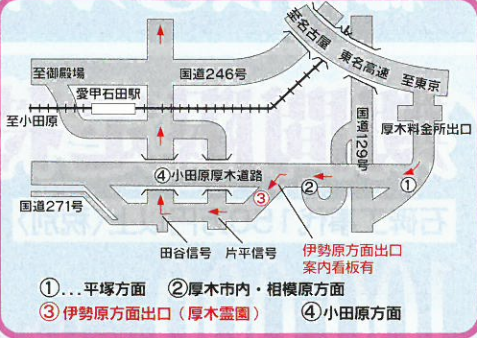 至名古屋
東名高速
至東京
至御殿場
国道246号
愛甲石田駅
至小田原
国道129号
厚木料金所出口
④小田原厚木道路
②
①
③
国道271号
田谷信号
片平信号
伊勢原方面出口
案内看板有
①…平塚方面 ②厚木市内・相模原方面
③伊勢原方面出口（厚木霊園） ④小田原方面